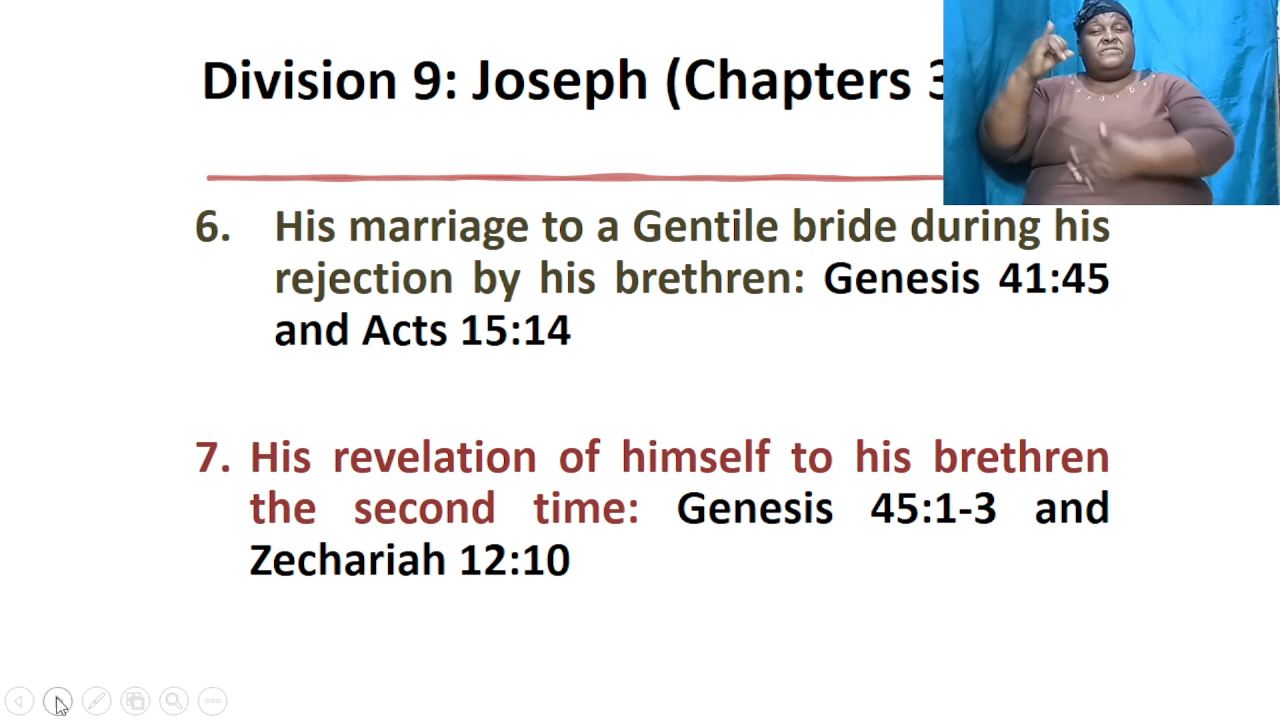 Division 9: Joseph (Chapters 3
6. His marriage to a Gentile bride during his
rejection by his brethren: Genesis 41:45
and Acts 15:14
7. His revelation of himself to his brethren
the second time: Genesis 45:1-3 and
Zechariah 12:10